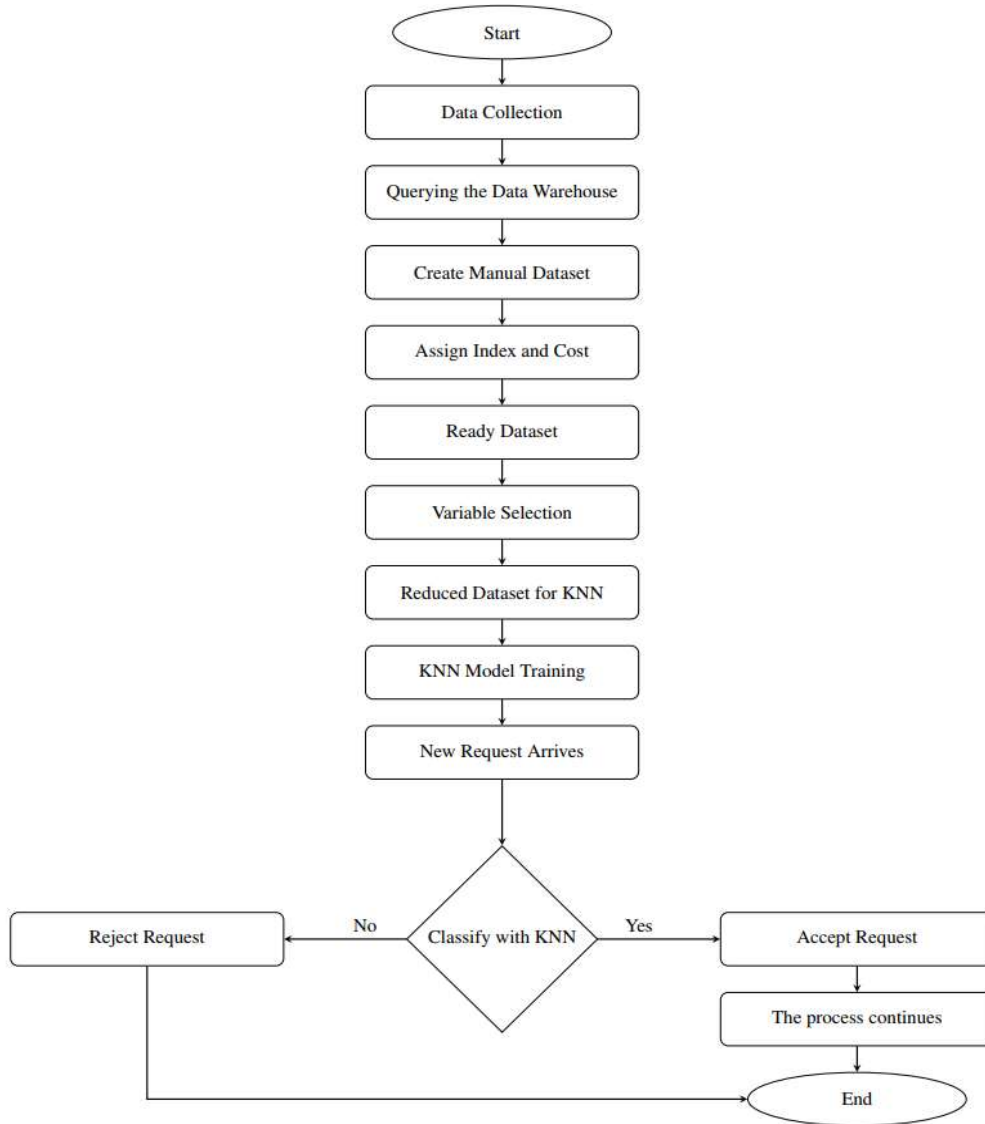 Start
Data Collection
Querying the Data Warehouse
Create Manual Dataset
Assign Index and Cost
Ready Dataset
Variable Selection
Reduced Dataset for KNN
KNN Model Training
New Request Arrives
No
Yes
Reject Request
Classify with KNN
Accept Request
The process continues
End